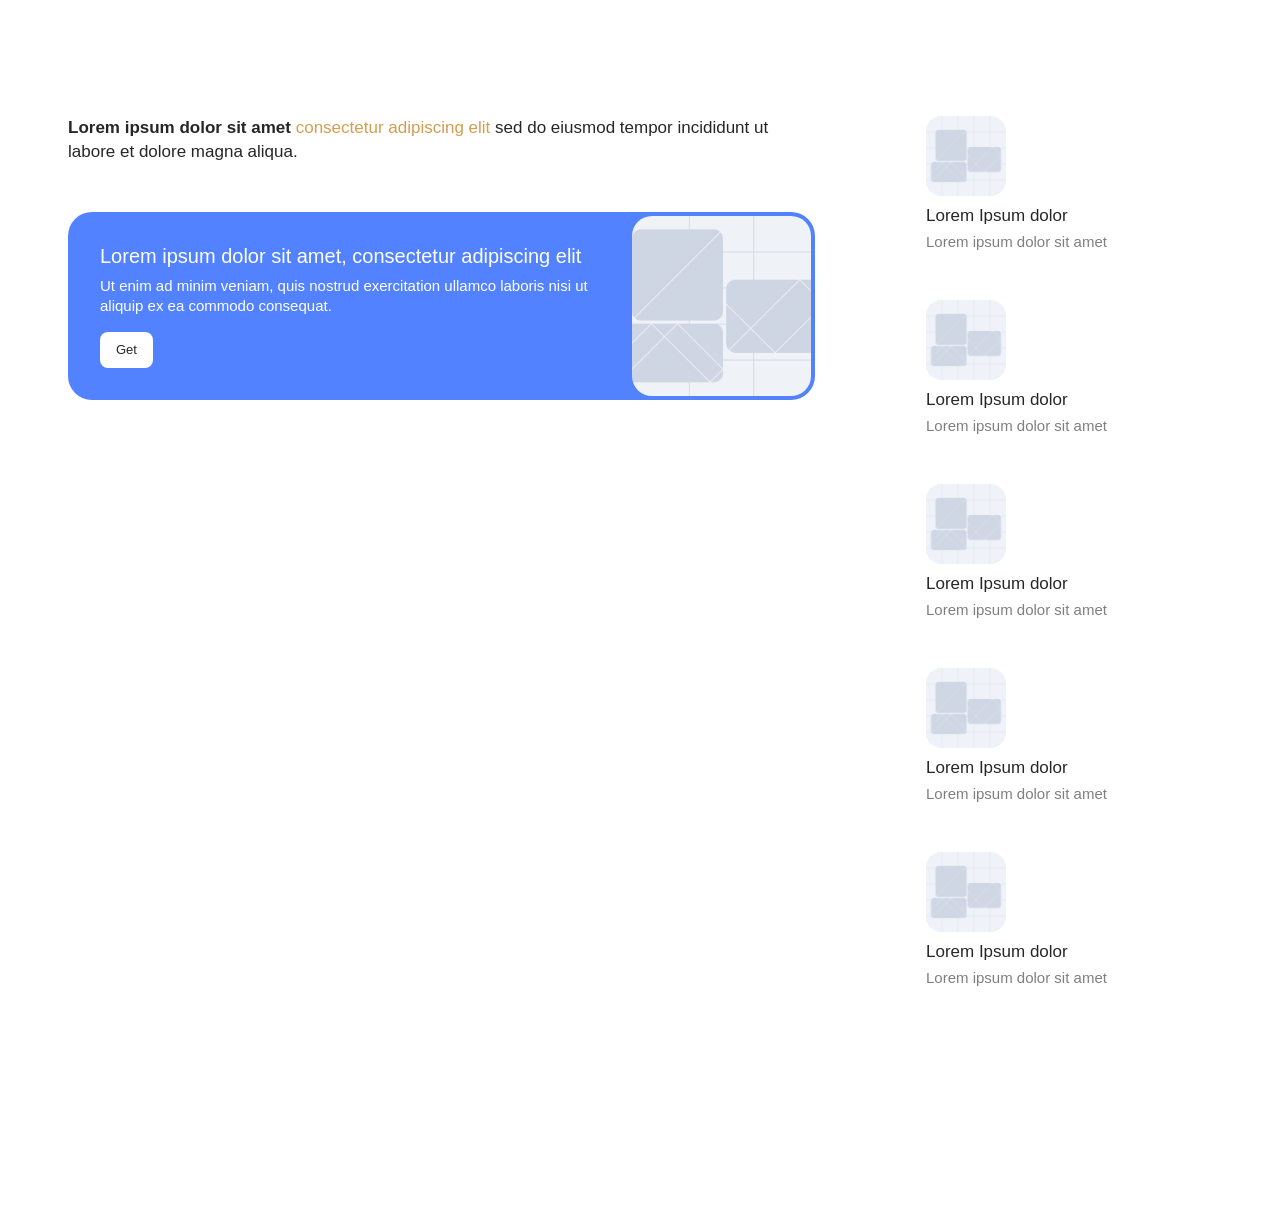 Lorem ipsum dolor sit amet consectetur adipiscing elit sed do eiusmod tempor incididunt ut
labore et dolore magna aliqua.
Lorem ipsum dolor sit amet, consectetur adipiscing elit
Ut enim ad minim veniam, quis nostrud exercitation ullamco laboris nisi ut
aliquip ex ea commodo consequat.
Get
Lorem Ipsum dolor
Lorem ipsum dolor sit amet
Lorem Ipsum dolor
Lorem ipsum dolor sit amet
Lorem Ipsum dolor
Lorem ipsum dolor sit amet
Lorem Ipsum dolor
Lorem ipsum dolor sit amet
Lorem Ipsum dolor
Lorem ipsum dolor sit amet